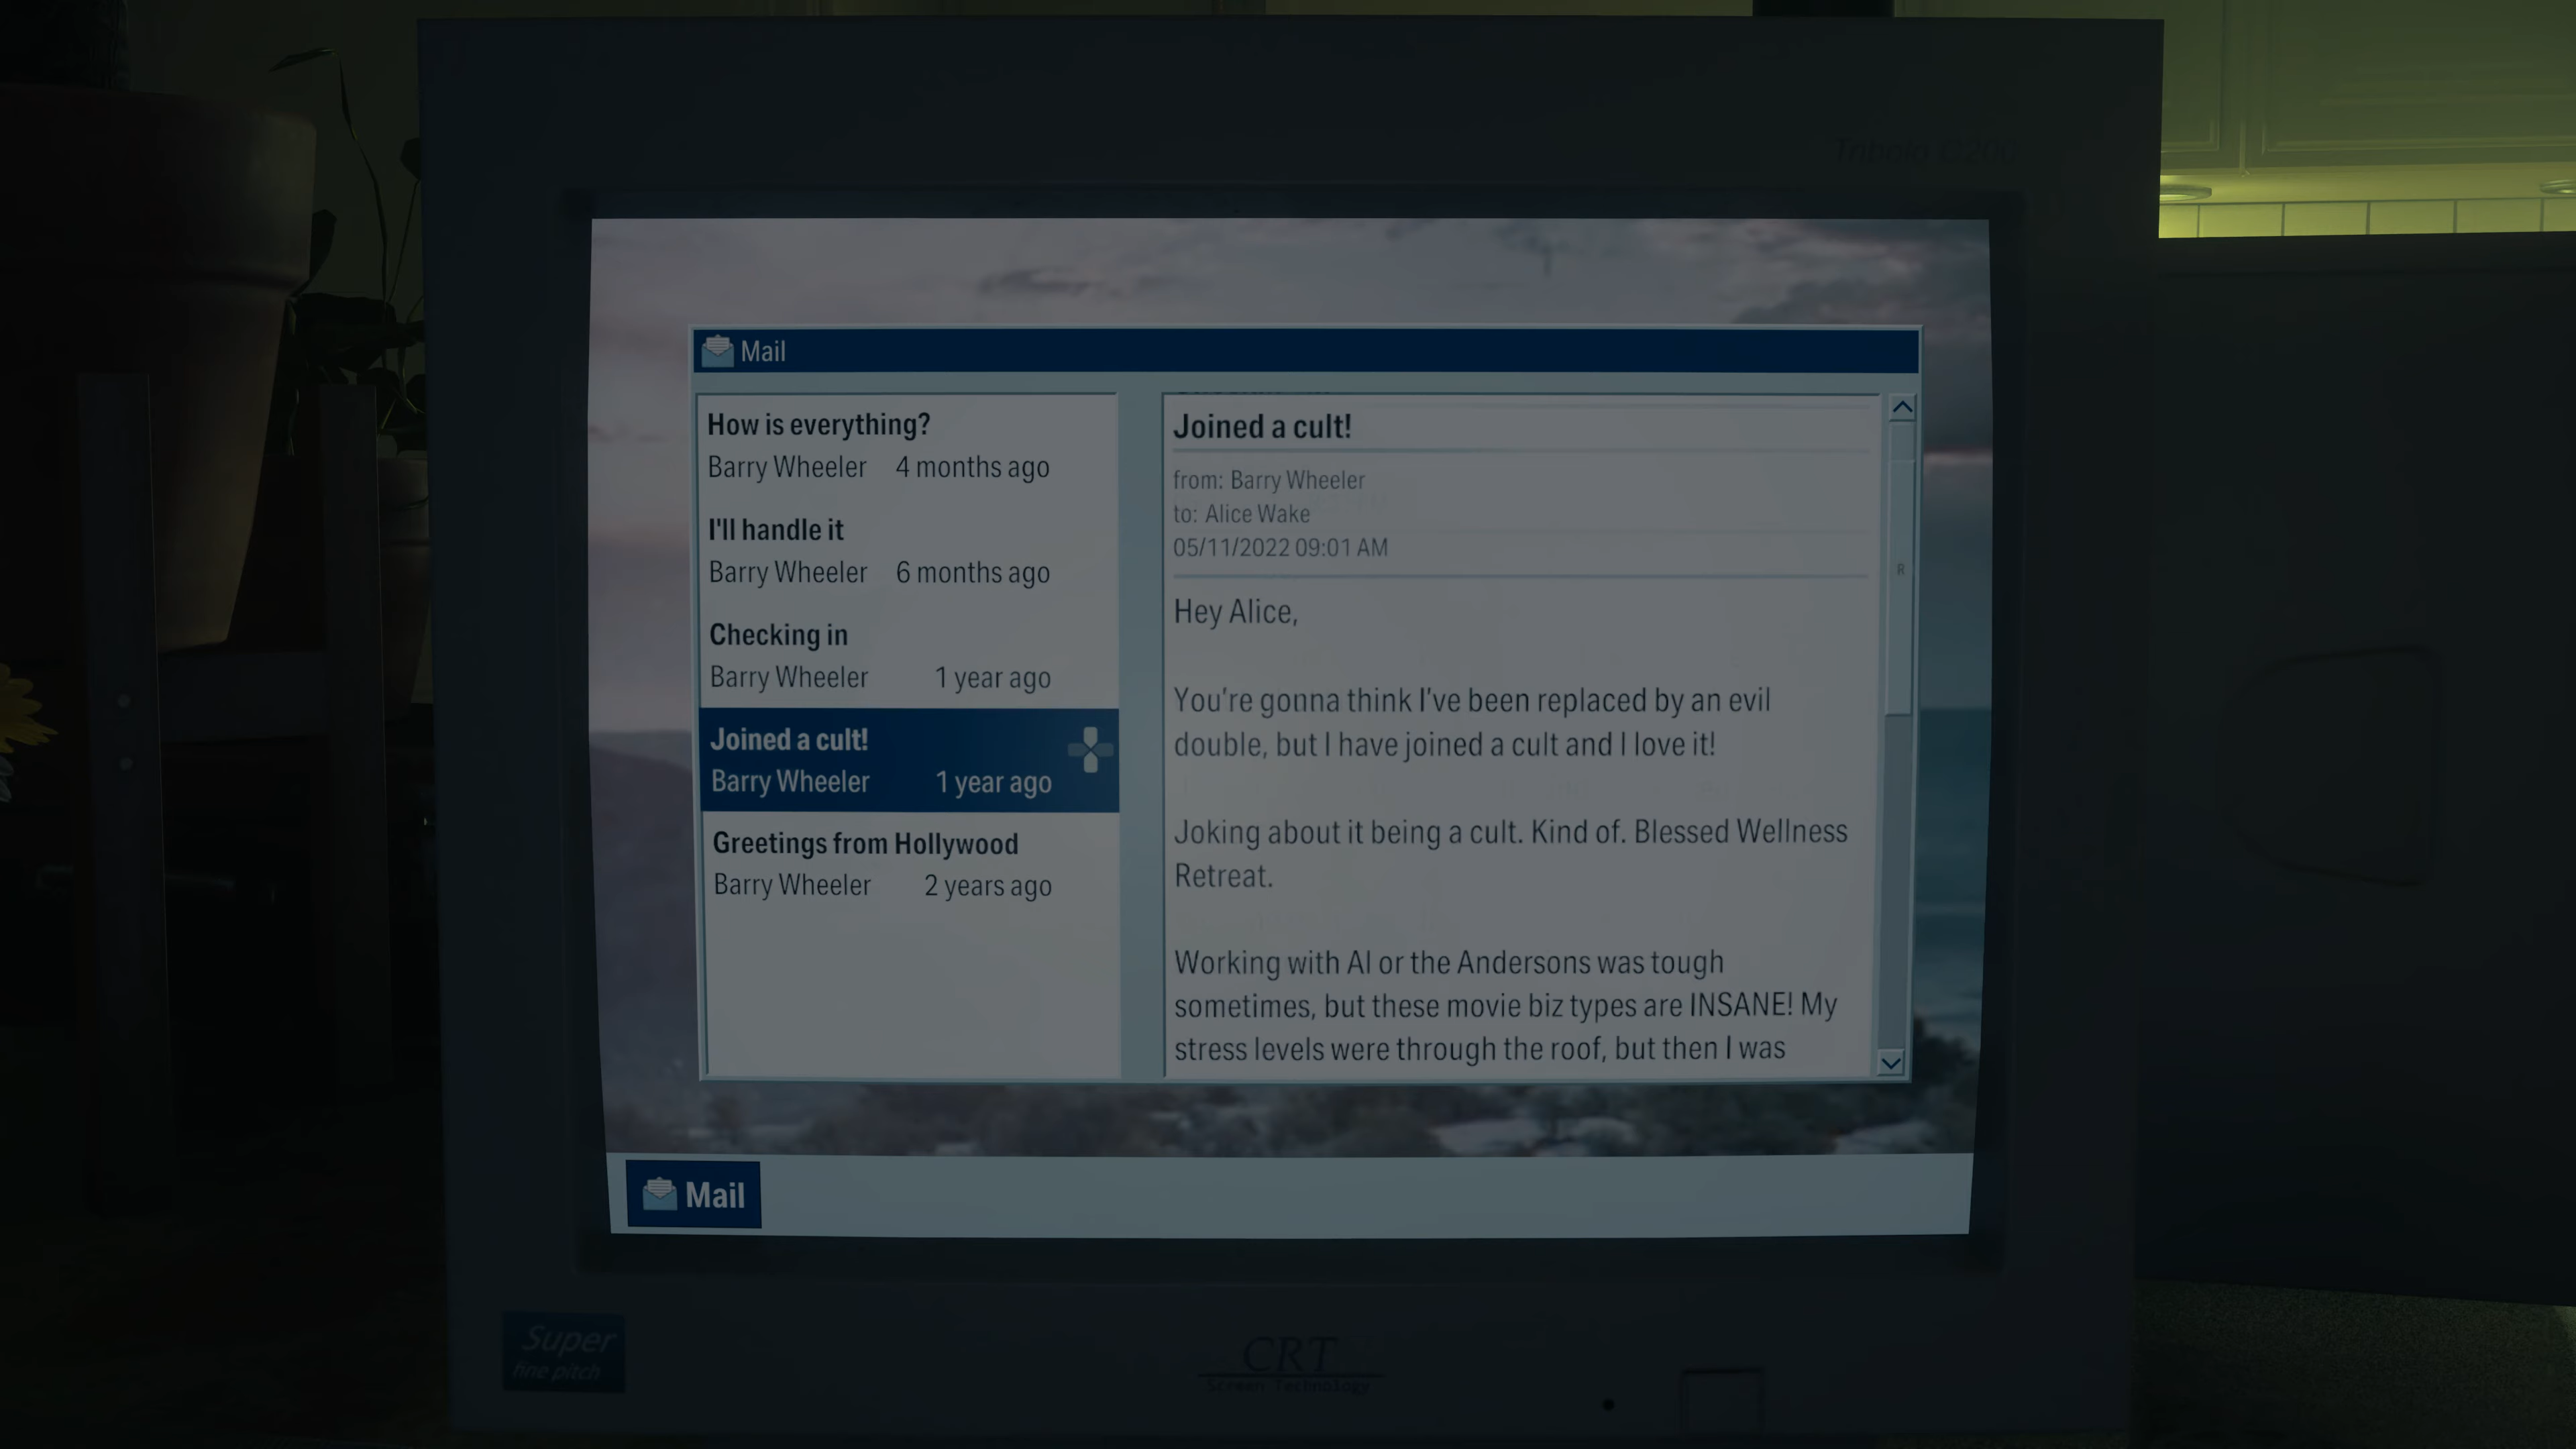 Mail
How is everything?
Barry Wheeler 4 months ago
I'll handle it
Barry Wheeler 6 months ago
Checking in
Barry Wheeler 1 year ago
Joined a cult!
Barry Wheeler 1 year ago
Greetings from Hollywood
Barry Wheeler 2 years ago
Joined a cult!
from: Barry Wheeler
to: Alice Wake
05/11/2022 09:01 AM
R
Hey Alice,
You're gonna think I've been replaced by an evil
double, but I have joined a cult and I love it!
Joking about it being a cult. Kind of. Blessed Wellness
Retreat.
Working with Al or the Andersons was tough
sometimes, but these movie biz types are INSANE! My
stress levels were through the roof, but then I was
Mail
Super
fine pitch
CRT
Screen Technology